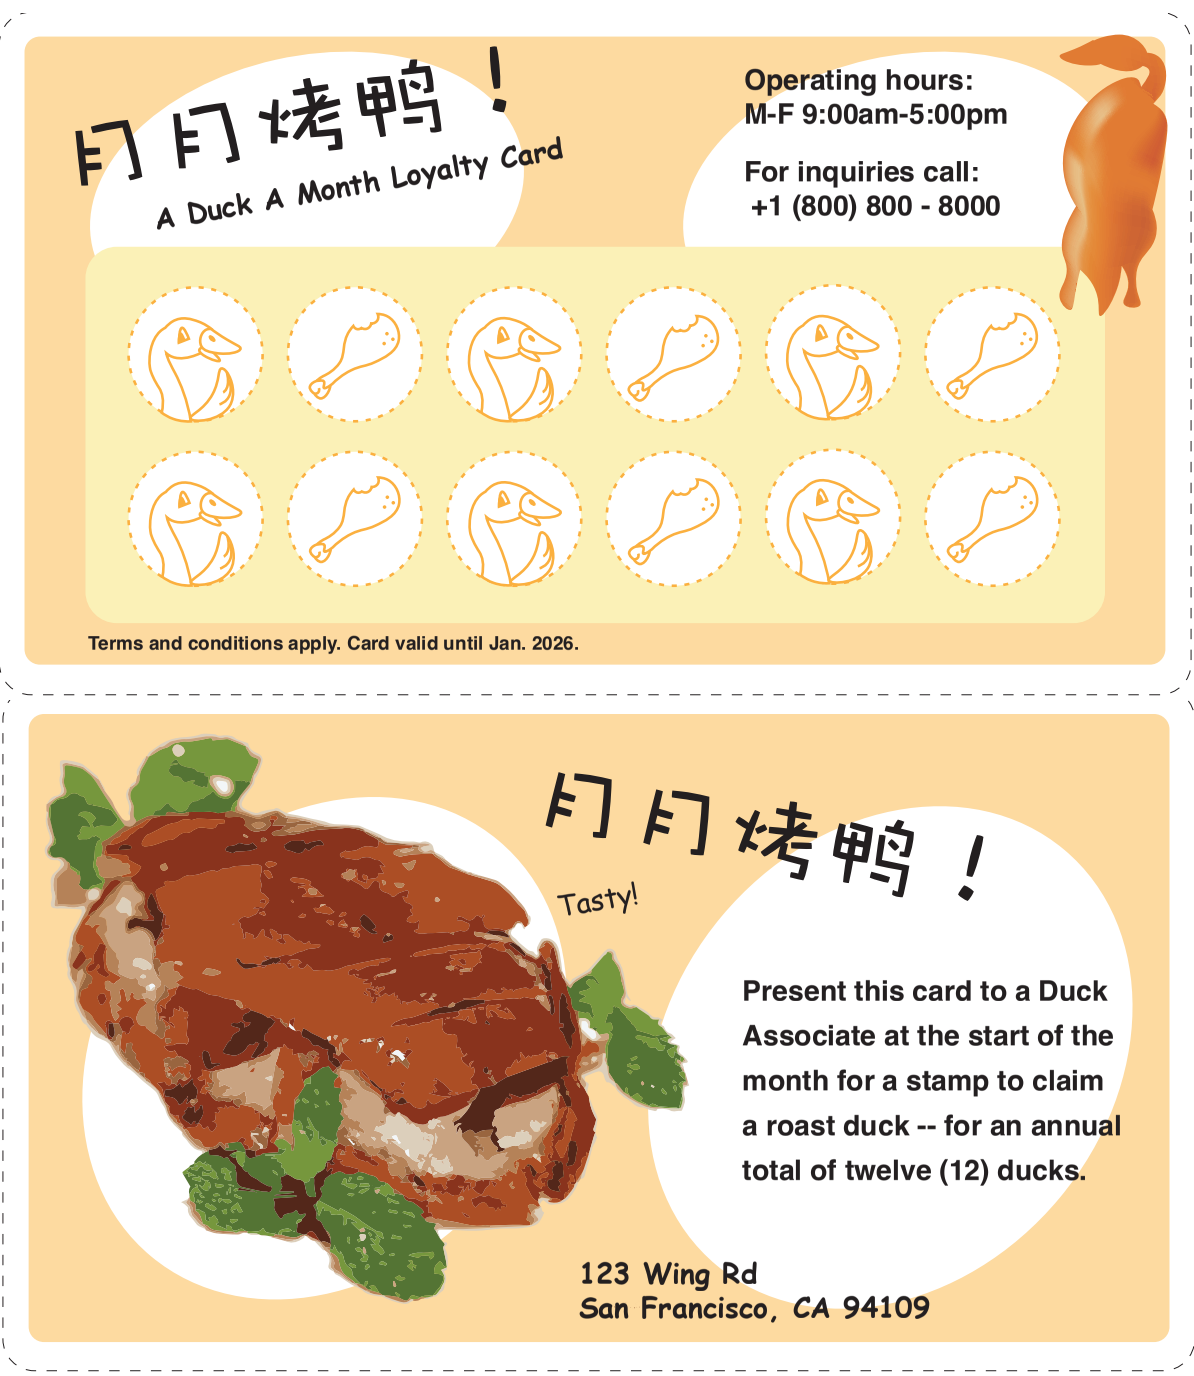 月月烤鸭！
A Duck A Month Loyalty Card
Operating hours:
M-F 9:00am-5:00pm
For inquiries call:
+1 (800) 800 - 8000
Terms and conditions apply. Card valid until Jan. 2026.
月月烤鸭！
Tasty!
Present this card to a Duck
Associate at the start of the
month for a stamp to claim
a roast duck -- for an annual
total of twelve (12) ducks.
123 Wing Rd
San Francisco, CA 94109